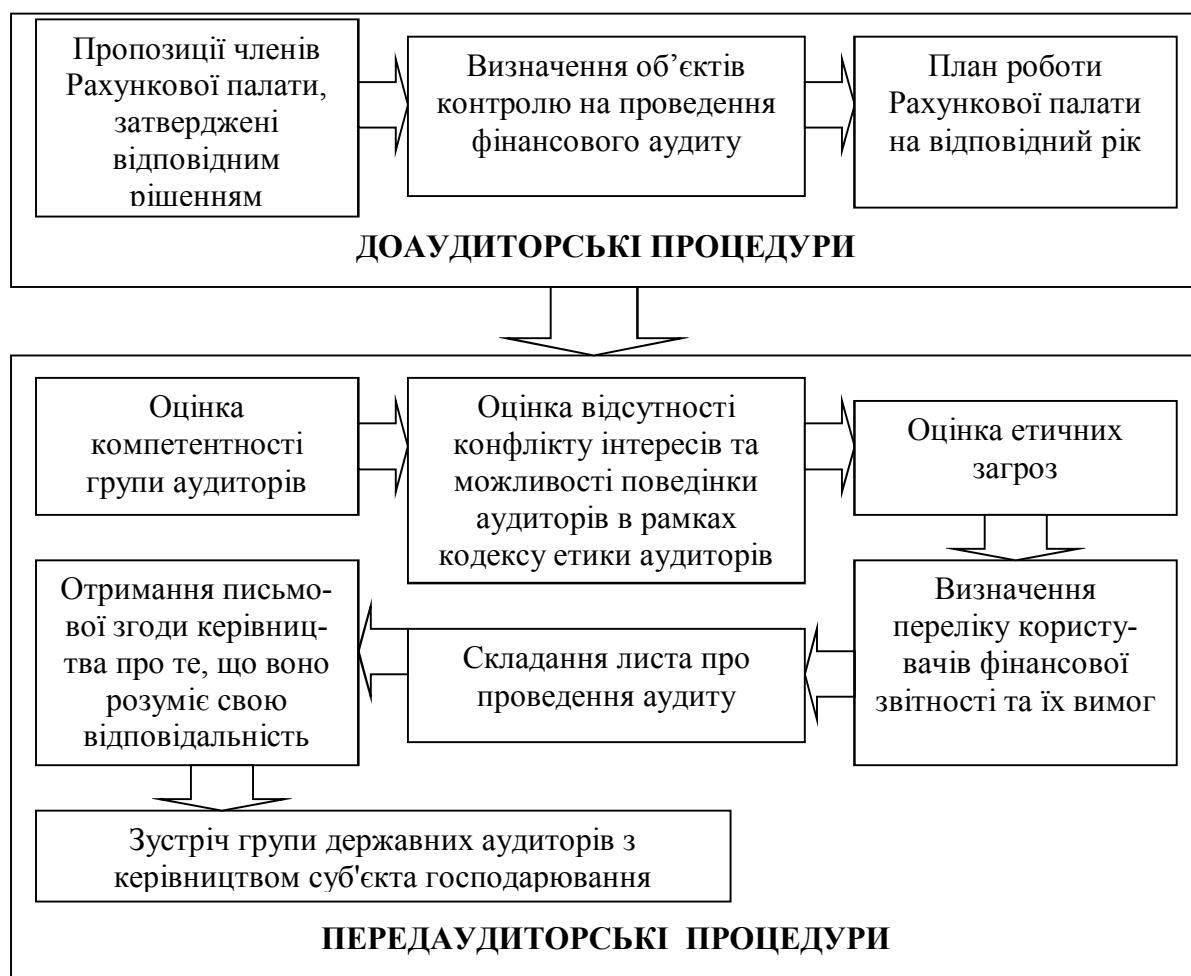 Пропозиції членів
Рахункової палати,
затверджені
відповідним
рішенням
Визначення об’єктів
контролю на проведення
фінансового аудиту
План роботи
Рахункової палати
на відповідний рік
ДОАУДИТОРСЬКІ ПРОЦЕДУРИ
Оцінка
компетентності
групи аудиторів
Оцінка відсутності
конфлікту інтересів та
можливості поведінки
аудиторів в рамках
кодексу етики аудиторів
Оцінка етичних
загроз
Визначення
переліку користу-
вачів фінансової
звітності та їх вимог
Складання листа про
проведення аудиту
Отримання письмо-
вої згоди керівниц-
тва про те, що воно
розуміє свою
відповідальність
Зустріч групи державних аудиторів з
керівництвом суб'єкта господарювання
ПЕРЕДАУДИТОРСЬКІ ПРОЦЕДУРИ